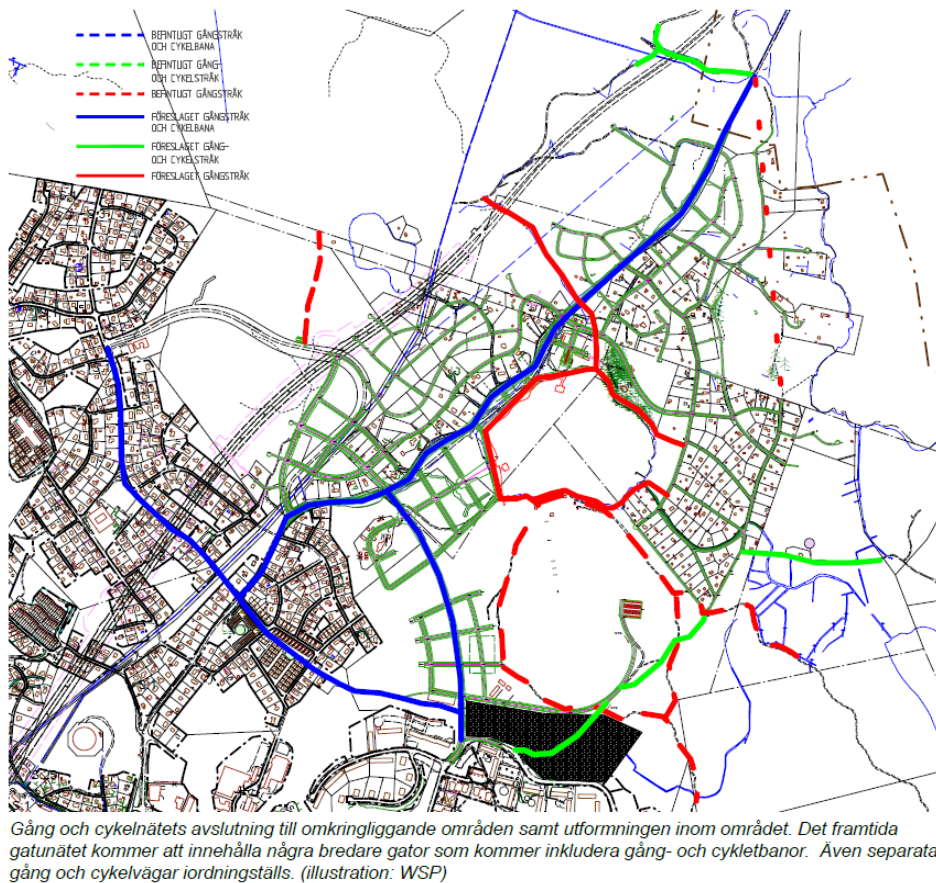 BEFINTLIGT GÅNGSTRÅK
OCH CYKELBANA
BEFINTLIGT GÅNG-
OCH CYKELSTRÅK
BEFINTLIGT GÅNGSTRÅK
FÖRESLAGET GÅNGSTRÅK
OCH CYKELBANA
FÖRESLAGET GÅNG-
OCH CYKELSTRÅK
FÖRESLAGET GÅNGSTRÅK
Gång och cykelnätets avslutning till omkringliggande områden samt utformningen inom området. Det framtida
gatunätet kommer att innehålla några bredare gator som kommer inkludera gång- och cykletbanor. Även separata
gång och cykelvägar iordningställs. (illustration: WSP)